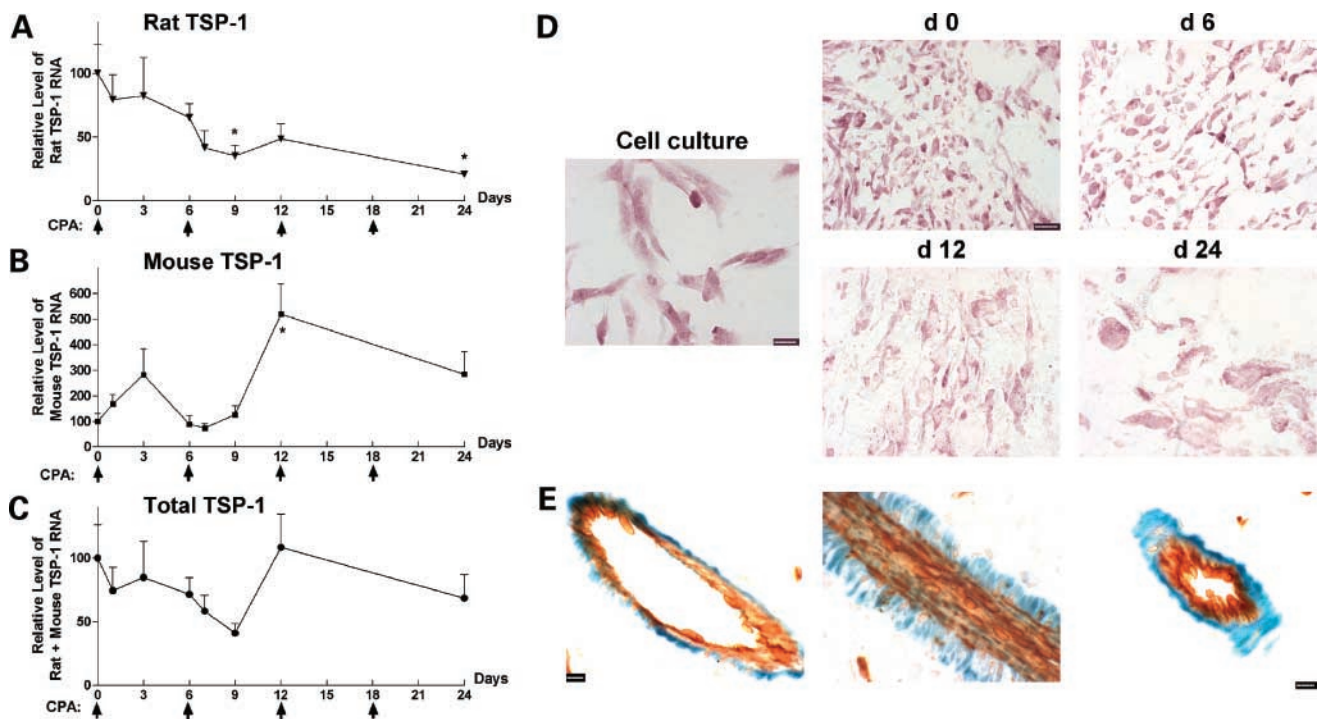 A
Rat TSP-1
Relative Level of
Rat TSP-1 RNA
100
50
0
0 3 6 9 12 15 18 21 24 Days
CPA:
*
*
B
Mouse TSP-1
Relative Level of
Mouse TSP-1 RNA
600
500
400
300
200
100
0
0 3 6 9 12 15 18 21 24
Days
CPA:
*
C
Total TSP-1
Relative Level of
Rat + Mouse TSP-1 RNA
100
50
0
0 3 6 9 12 15 18 21 24
Days
CPA:
D
Cell culture
d 0
d 6
d 12
d 24
E